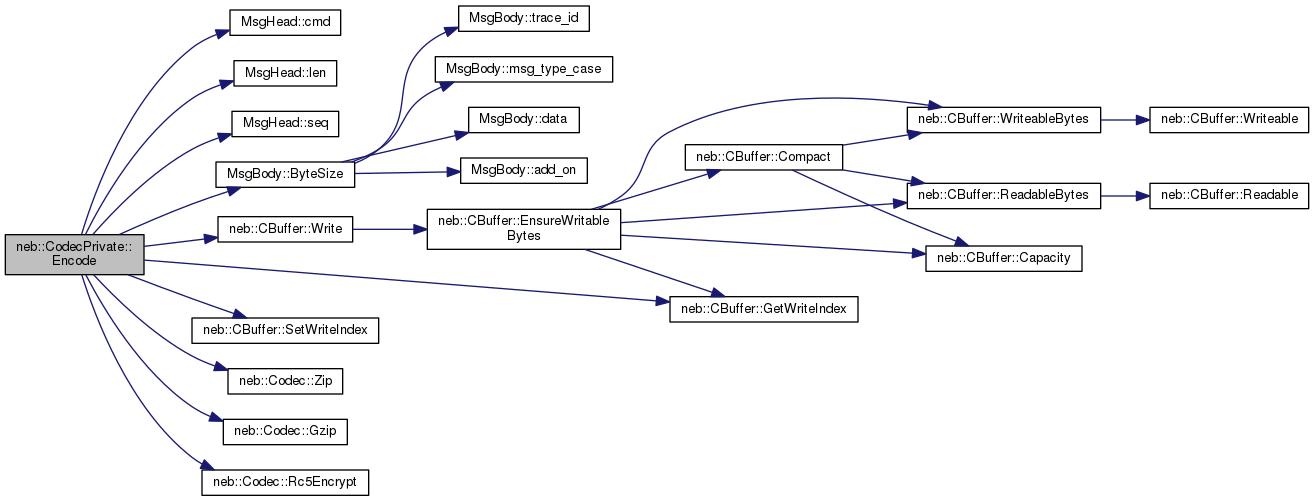 MsgHead::cmd
MsgHead::len
MsgHead::seq
MsgBody::ByteSize
neb::CBuffer::Write
neb::CodecPrivate::
Encode
neb::CBuffer::SetWriteIndex
neb::Codec::Zip
neb::Codec::Gzip
neb::Codec::Rc5Encrypt
MsgBody::trace_id
MsgBody::msg_type_case
MsgBody::data
MsgBody::add_on
neb::CBuffer::EnsureWritable
Bytes
neb::CBuffer::Compact
neb::CBuffer::GetWriteIndex
neb::CBuffer::WriteableBytes
neb::CBuffer::ReadableBytes
neb::CBuffer::Capacity
neb::CBuffer::Writeable
neb::CBuffer::Readable